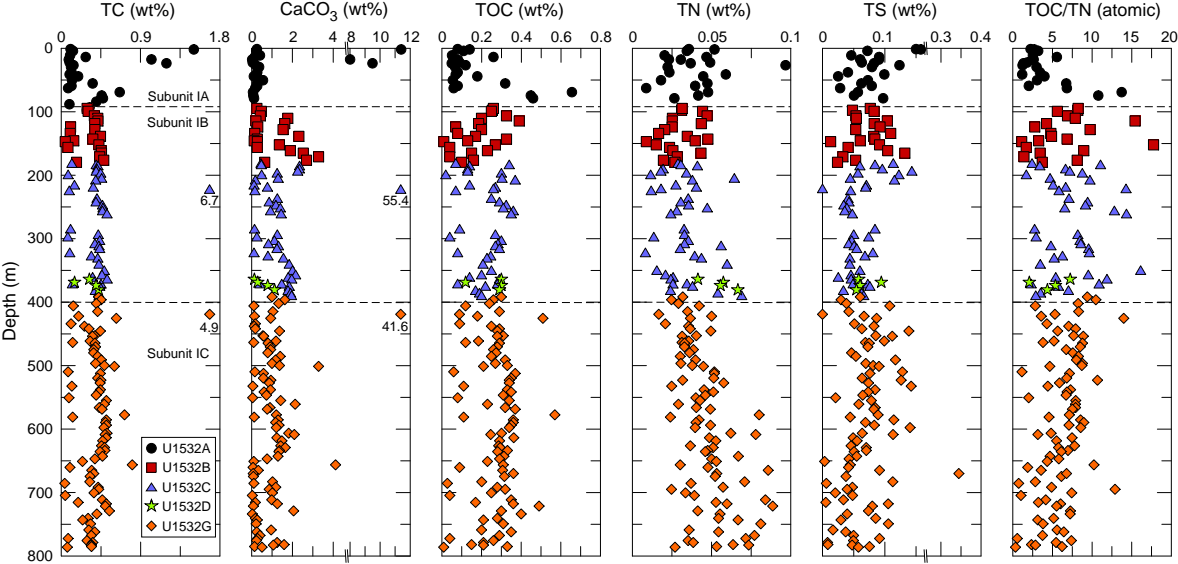 TC (wt%) CaCO3 (wt%) TOC (wt%) TN (wt%) TS (wt%) TOC/TN (atomic)
0 0.9 1.8 0 2 4 8 10 12 0 0.2 0.4 0.6 0.8 0 0.05 0.1 0 0.1 0.3 0.4 0 5 10 15 20
0
Subunit IA
100
Subunit IB
200
6.7 55.4
300
Depth (m)
400
4.9 41.6
Subunit IC
500
600
U1532A
U1532B
700
U1532C
U1532D
U1532G
800